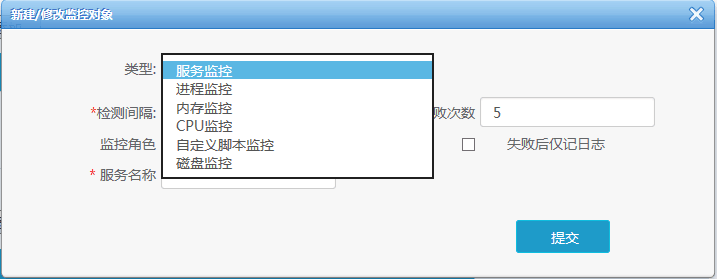 新建/修改监控对象
类型:
服务监控
进程监控
内存监控
CPU监控
自定义脚本监控
磁盘监控
*检测间隔:
败次数 5
监控角色
失败后仅记日志
* 服务名称
提交